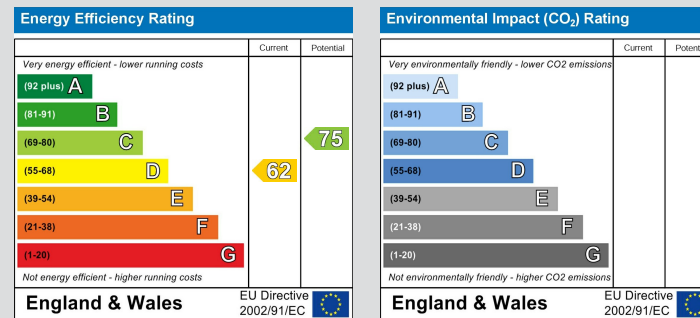 Energy Efficiency Rating
Current Potential
Very energy efficient - lower running costs
(92 plus) A
(81-91) B
(69-80) C
75
(55-68) D
62
(39-54) E
(21-38) F
(1-20) G
Not energy efficient - higher running costs
England & Wales
EU Directive
2002/91/EC
Environmental Impact (CO₂) Rating
Current Potent
Very environmentally friendly - lower CO2 emissions
(92 plus) A
(81-91) B
(69-80) C
(55-68) D
(39-54) E
(21-38) F
(1-20) G
Not environmentally friendly - higher CO2 emissions
England & Wales
EU Directive
2002/91/EC